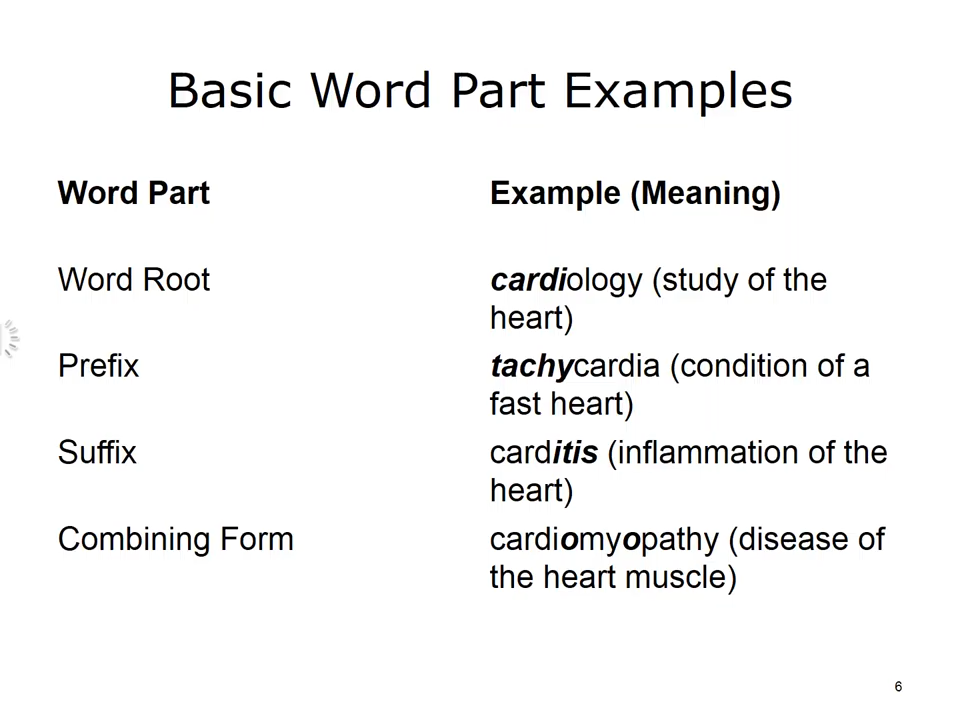 Basic Word Part Examples
Word Part
Example (Meaning)
Word Root
cardiology (study of the
heart)
Prefix
tachycardia (condition of a
fast heart)
Suffix
carditis (inflammation of the
heart)
Combining Form
cardiomyopathy (disease of
the heart muscle)
6